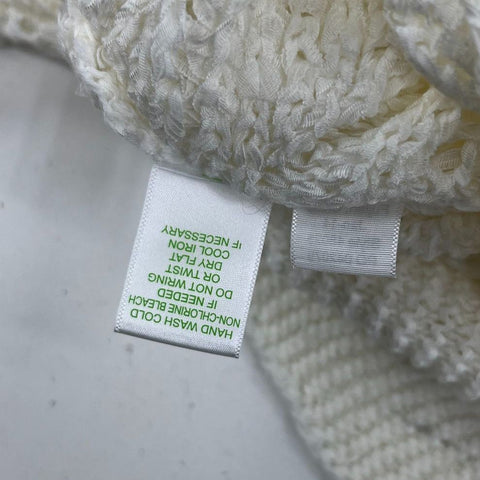 HAND WASH COLD
NON-CHLORINE BLEACH
IF NEEDED
DO NOT WRING
OR TWIST
DRY FLAT
COOL IRON
IF NECESSARY